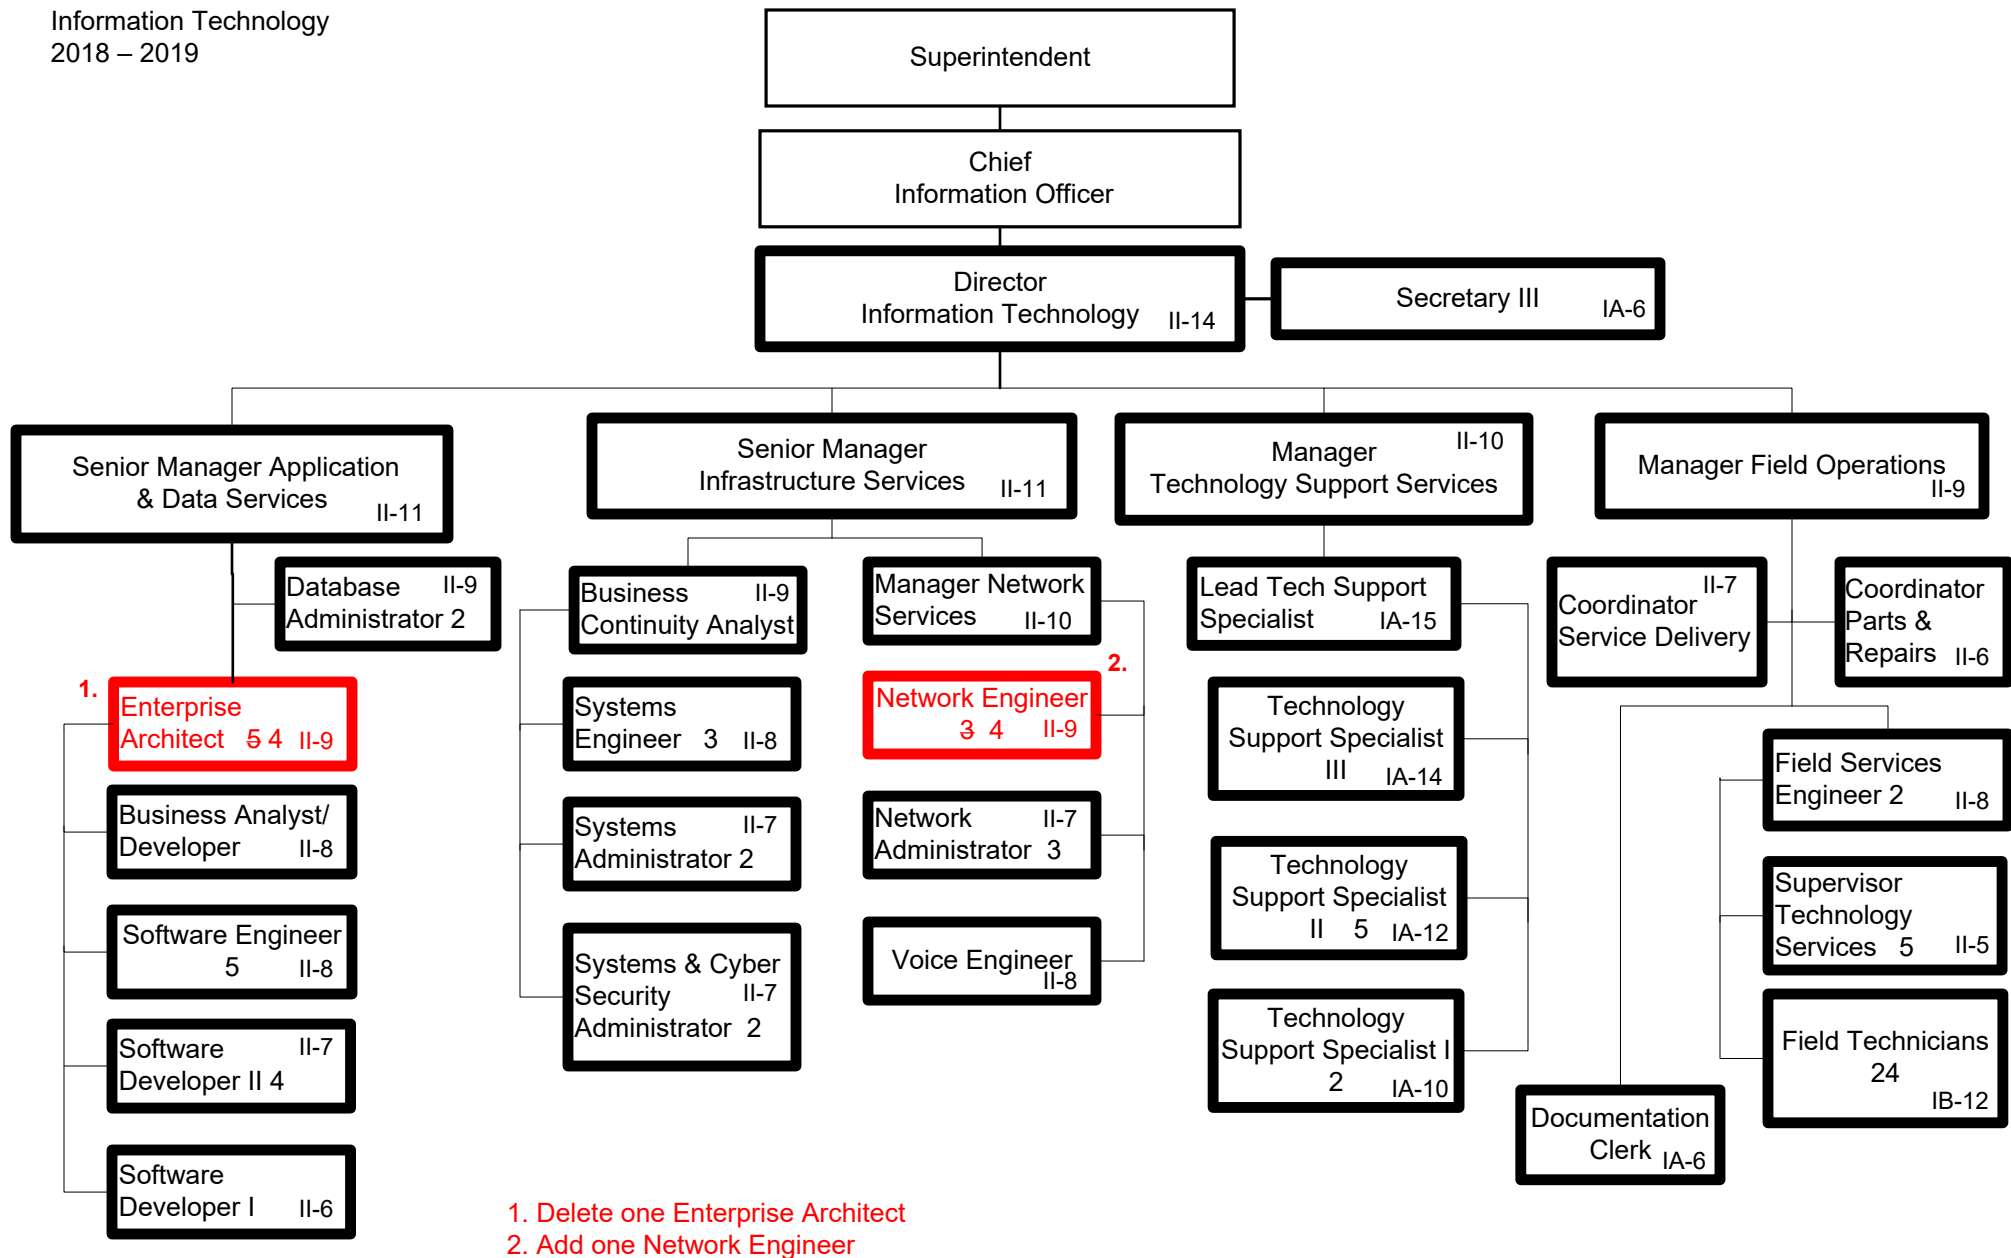 Information Technology
2018 – 2019
Superintendent
Chief
Information Officer
Director
Information Technology II-14
Secretary III IA-6
Senior Manager Application
& Data Services
II-11
Senior Manager
Infrastructure Services II-11
II-10
Manager
Technology Support Services
Manager Field Operations
II-9
Database II-9
Administrator 2
1.
Enterprise
Architect 5 4 II-9
Business Analyst/
Developer II-8
Software Engineer
5 II-8
Software II-7
Developer II 4
Software
Developer I II-6
Business II-9
Continuity Analyst
Systems
Engineer 3 II-8
Systems II-7
Administrator 2
Systems & Cyber
Security II-7
Administrator 2
Manager Network
Services II-10
2.
Network Engineer
3 4 II-9
Network II-7
Administrator 3
Voice Engineer
II-8
Lead Tech Support
Specialist IA-15
Technology
Support Specialist
III IA-14
Technology
Support Specialist
II 5 IA-12
Technology
Support Specialist I
2 IA-10
II-7
Coordinator
Service Delivery
Coordinator
Parts &
Repairs II-6
Field Services
Engineer 2 II-8
Supervisor
Technology
Services 5 II-5
Field Technicians
24
IB-12
Documentation
Clerk IA-6
1. Delete one Enterprise Architect
2. Add one Network Engineer